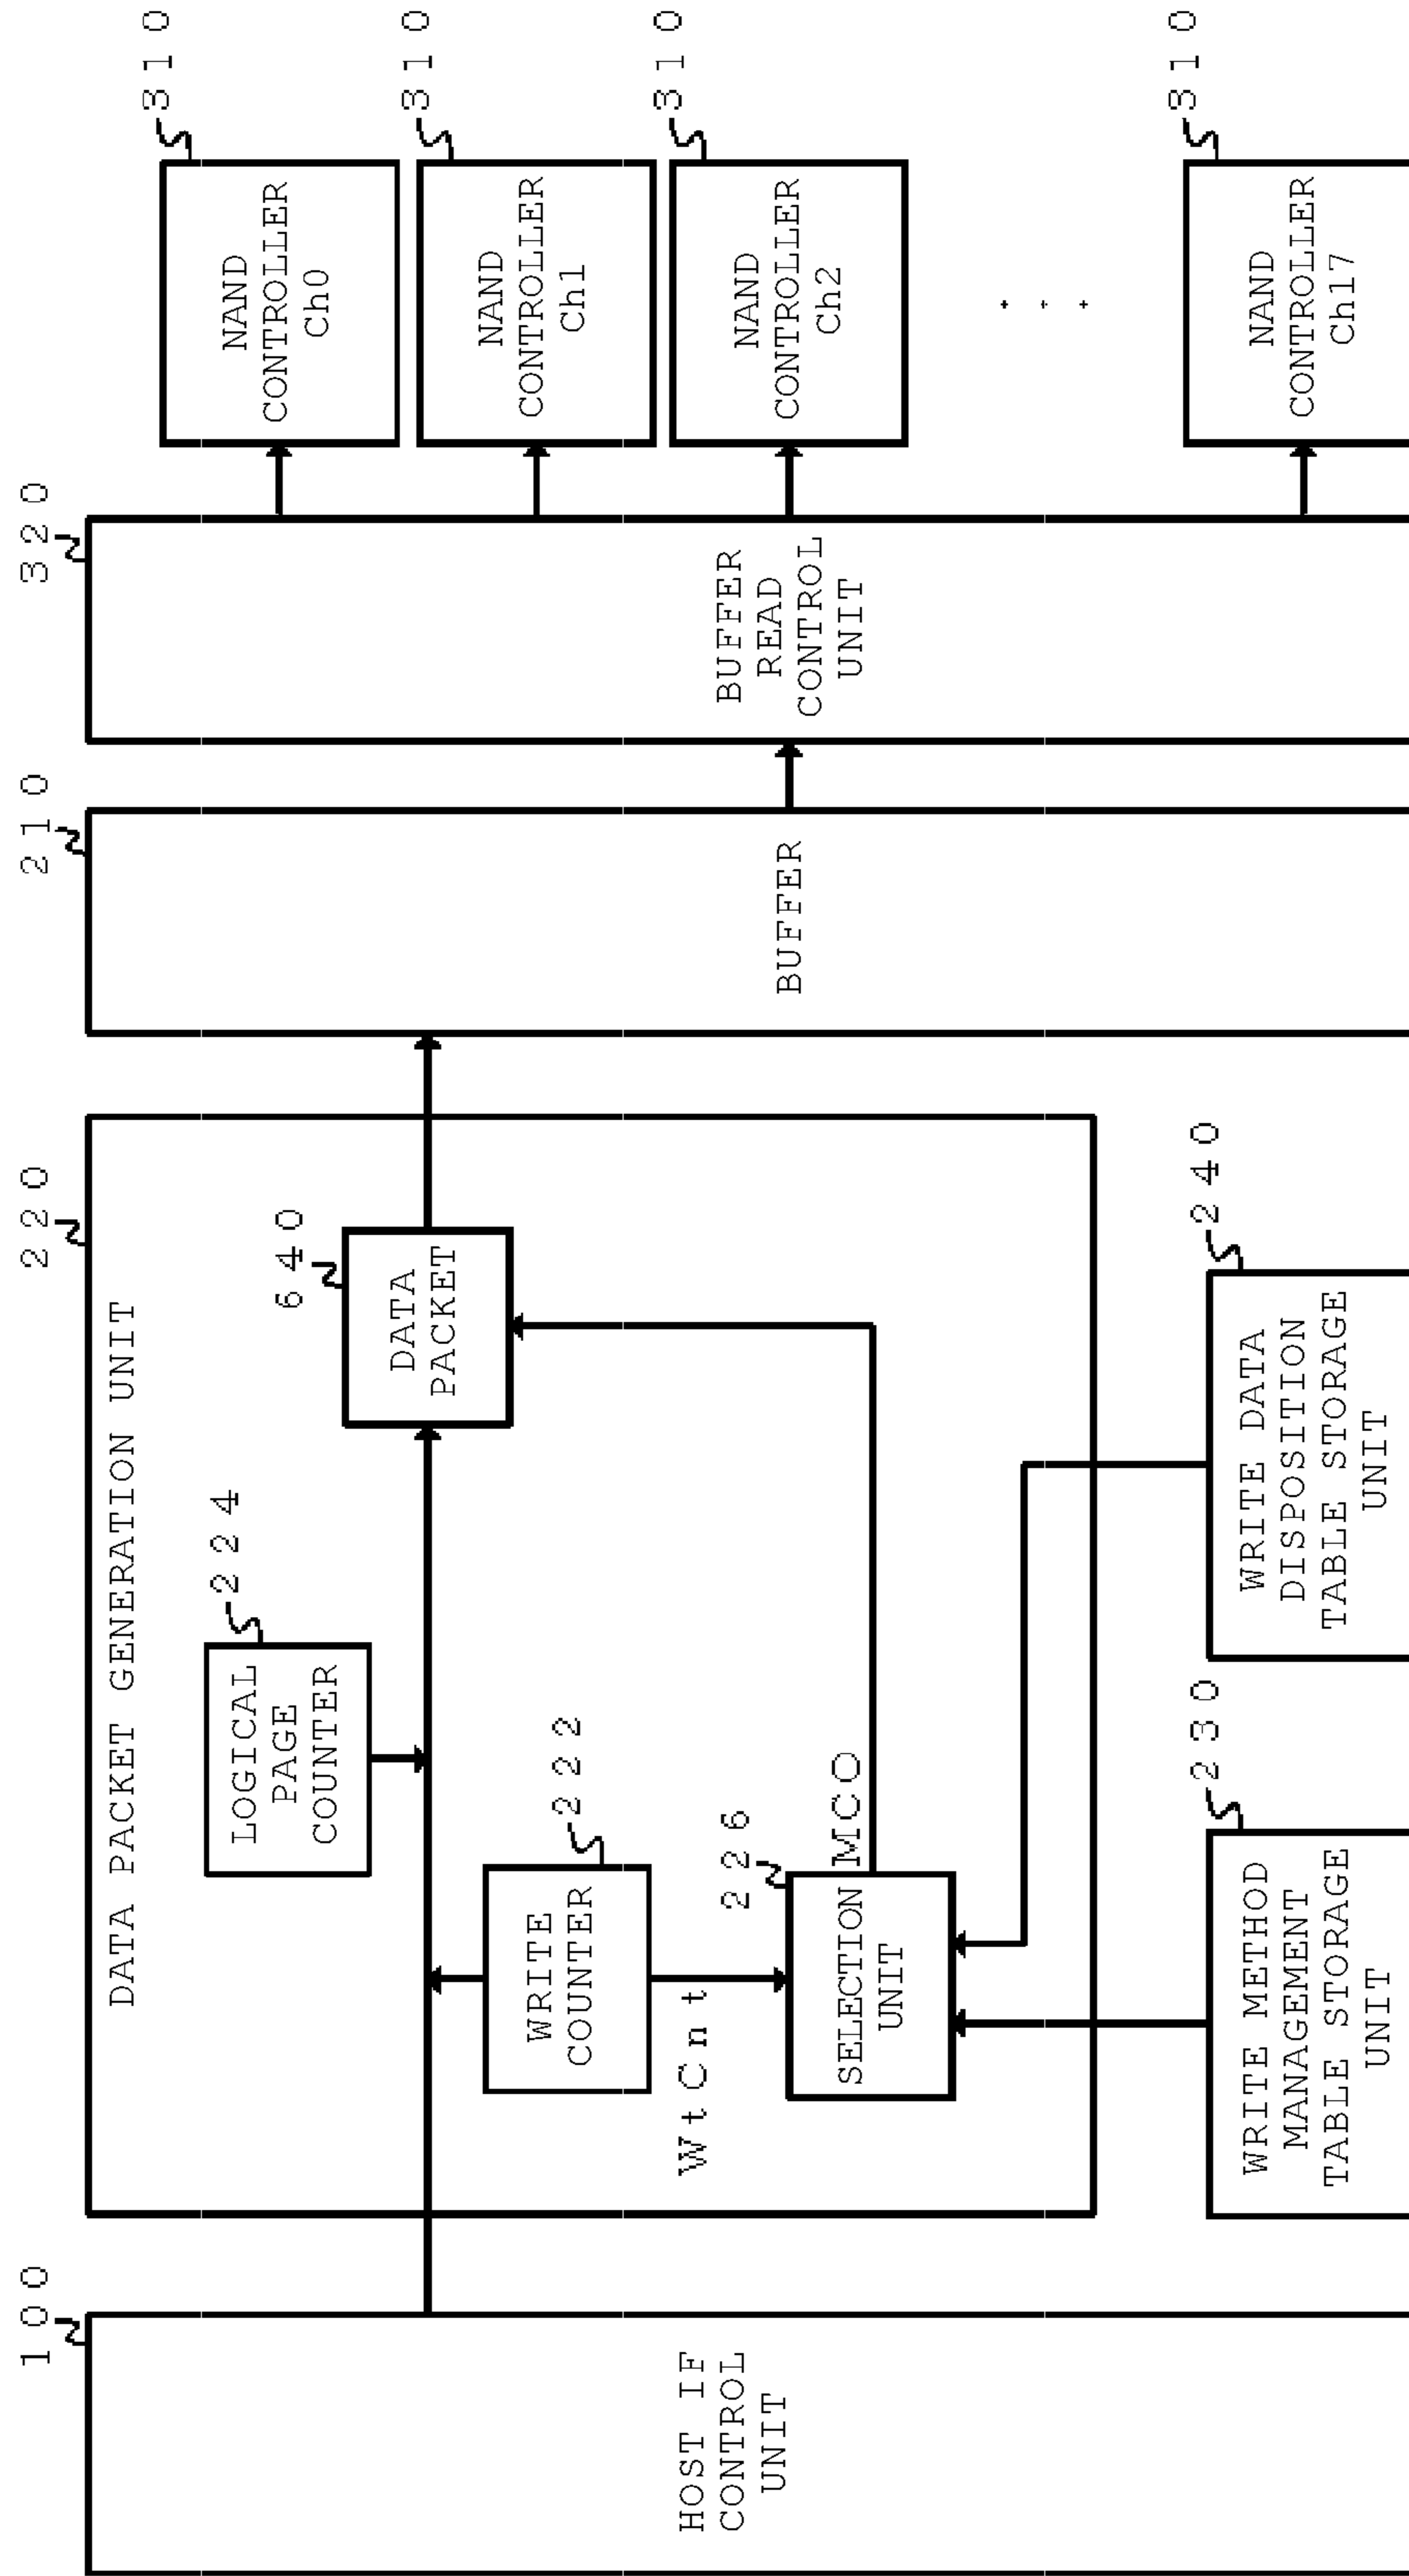 100
HOST IF
CONTROL
UNIT
220
DATA PACKET GENERATION UNIT
LOGICAL
PAGE
COUNTER
224
WRITE
COUNTER
222
WtCnt
226
SELECTION
UNIT
MCO
640
DATA
PACKET
WRITE METHOD
MANAGEMENT
TABLE STORAGE
UNIT
230
WRITE DATA
DISPOSITION
TABLE STORAGE
UNIT
240
210
BUFFER
320
BUFFER
READ
CONTROL
UNIT
NAND
CONTROLLER
Ch0
310
NAND
CONTROLLER
Ch1
310
NAND
CONTROLLER
Ch2
310
. . .
NAND
CONTROLLER
Ch17
310